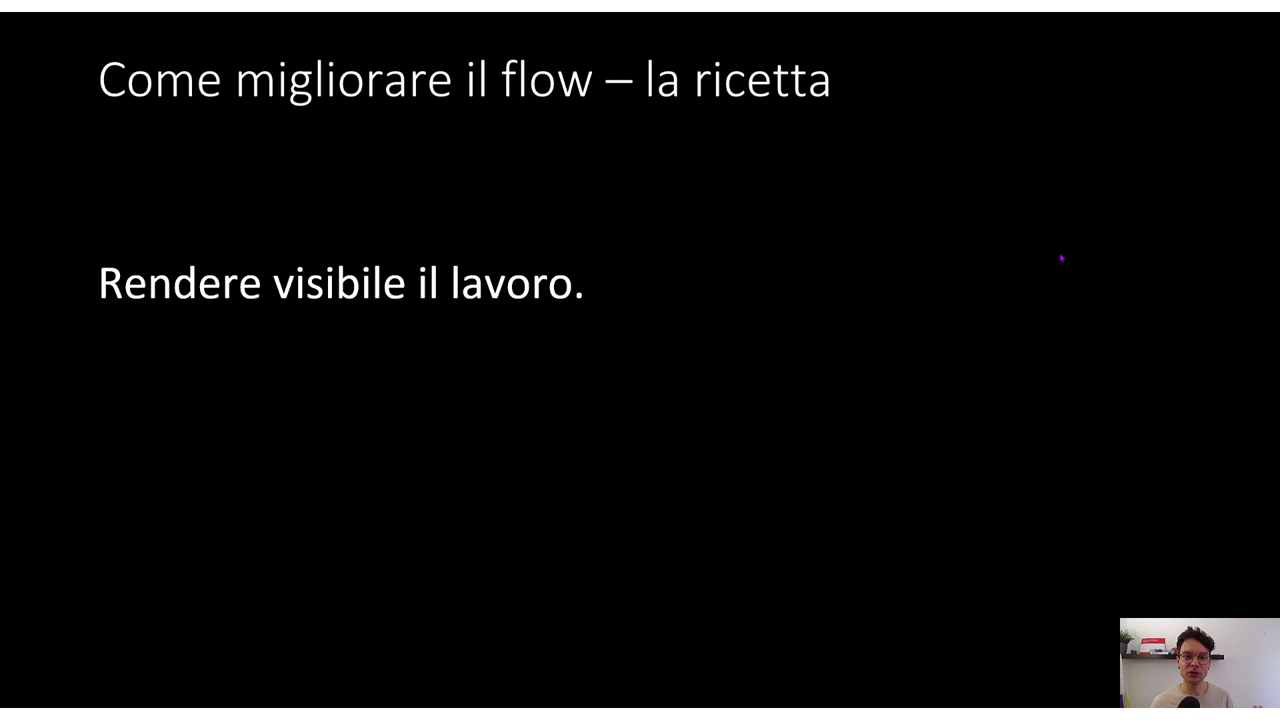 Come migliorare il flow – la ricetta
Rendere visibile il lavoro.